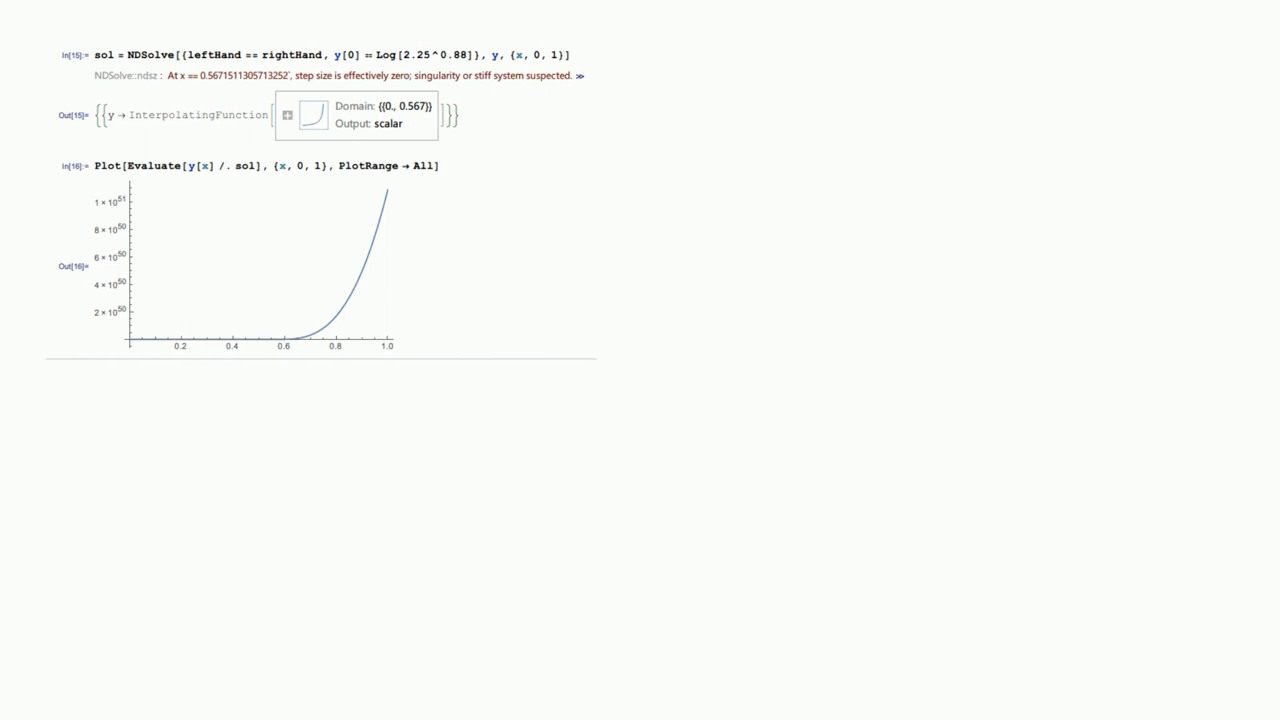 In[15]:= sol = NDSolve[{leftHand == rightHand, y[0] == Log[2.25^0.88]}, y, {x, 0, 1}]
NDSolve::ndsz : At x == 0.5671511305713252`, step size is effectively zero; singularity or stiff system suspected. ≫
Out[15]= {{y → InterpolatingFunction[ Domain: {{0., 0.567}} Output: scalar ]}}
In[16]:= Plot[Evaluate[y[x] /. sol], {x, 0, 1}, PlotRange → All]
1 × 10^51
8 × 10^50
6 × 10^50
Out[16]=
4 × 10^50
2 × 10^50
0.2 0.4 0.6 0.8 1.0